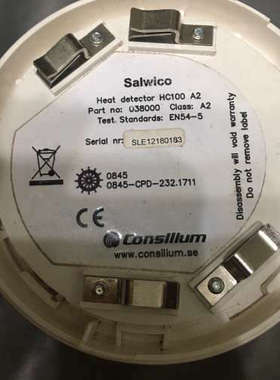 Salwico
Heat detector HC100 A2
Part no: 038000 Class: A2
Test Standards: EN54-5
Serial nr: SLE12180163
0845
0845-CPD-232.1711
CE
Consilium
www.consilium.se
Disassembly will void warranty
Do not remove label